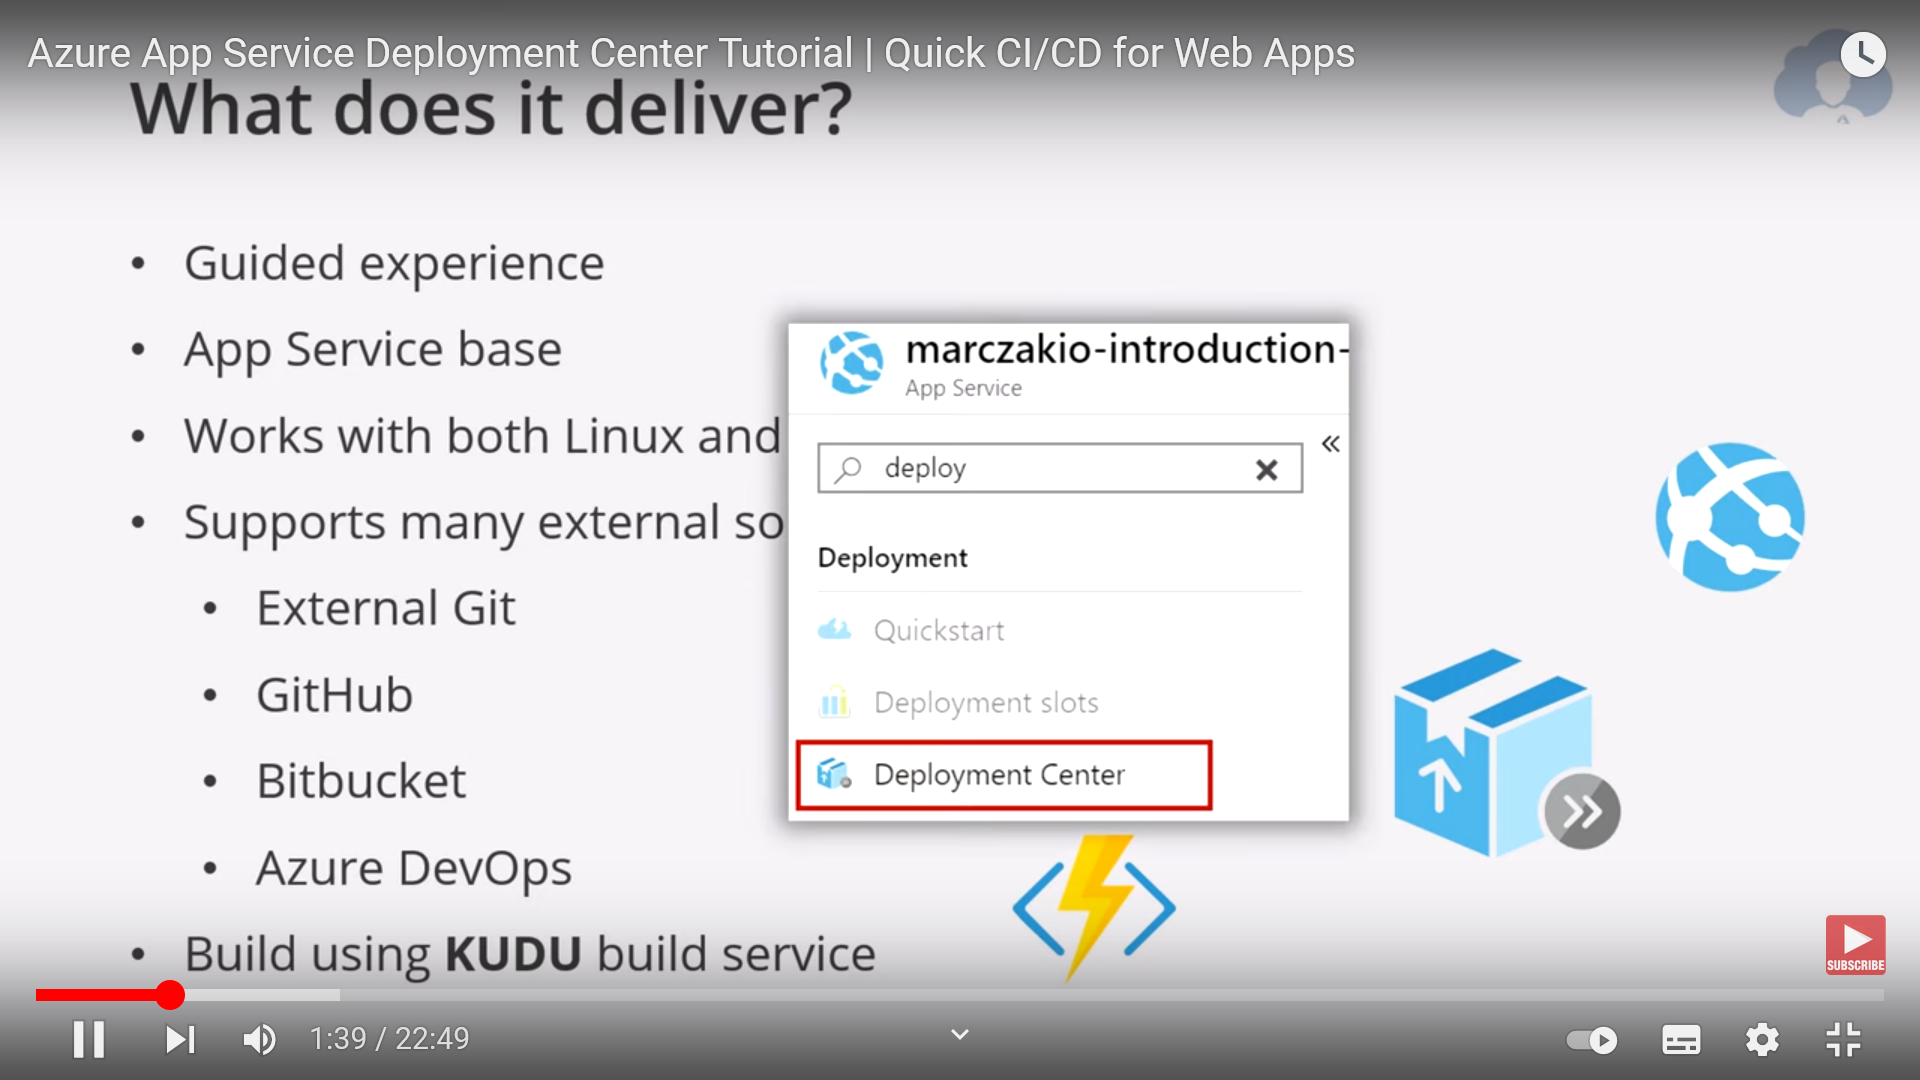 Azure App Service Deployment Center Tutorial | Quick CI/CD for Web Apps
What does it deliver?
• Guided experience
• App Service base
• Works with both Linux and
• Supports many external so
• External Git
• GitHub
• Bitbucket
• Azure DevOps
• Build using KUDU build service
marczakio-introduction-
App Service
deploy
Deployment
Quickstart
Deployment slots
Deployment Center
SUBSCRIBE
1:39 / 22:49